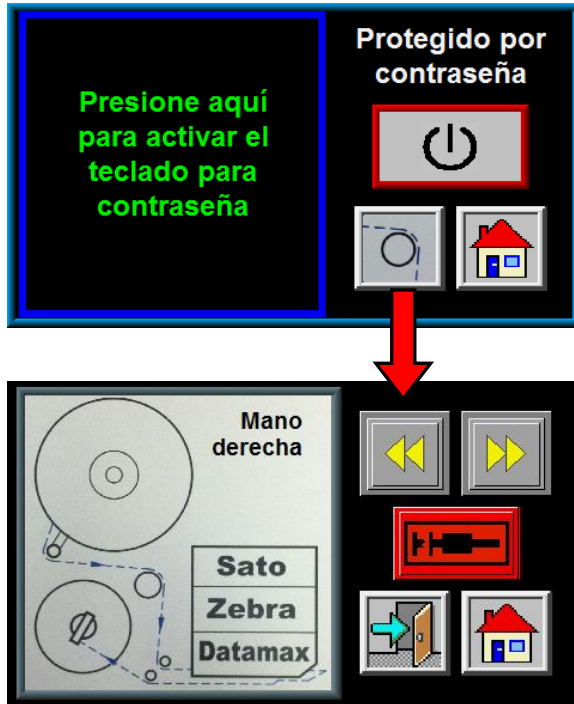 Presione aquí
para activar el
teclado para
contraseña
Protegido por
contraseña
Mano
derecha
Sato
Zebra
Datamax